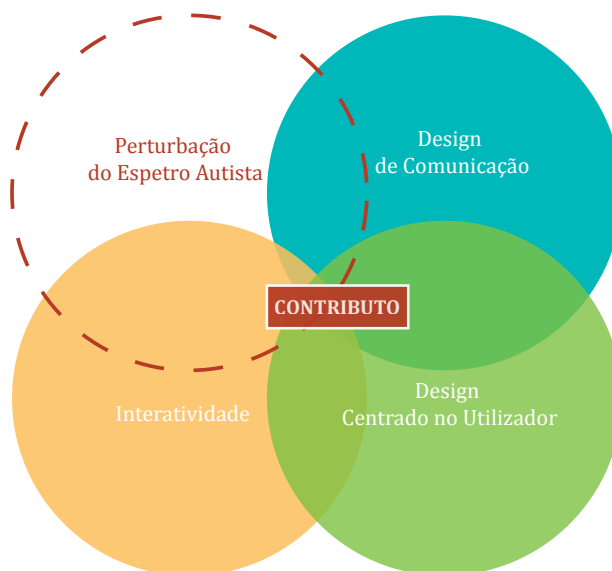 Perturbação
do Espetro Autista
Design
de Comunicação
CONTRIBUTO
Interatividade
Design
Centrado no Utilizador